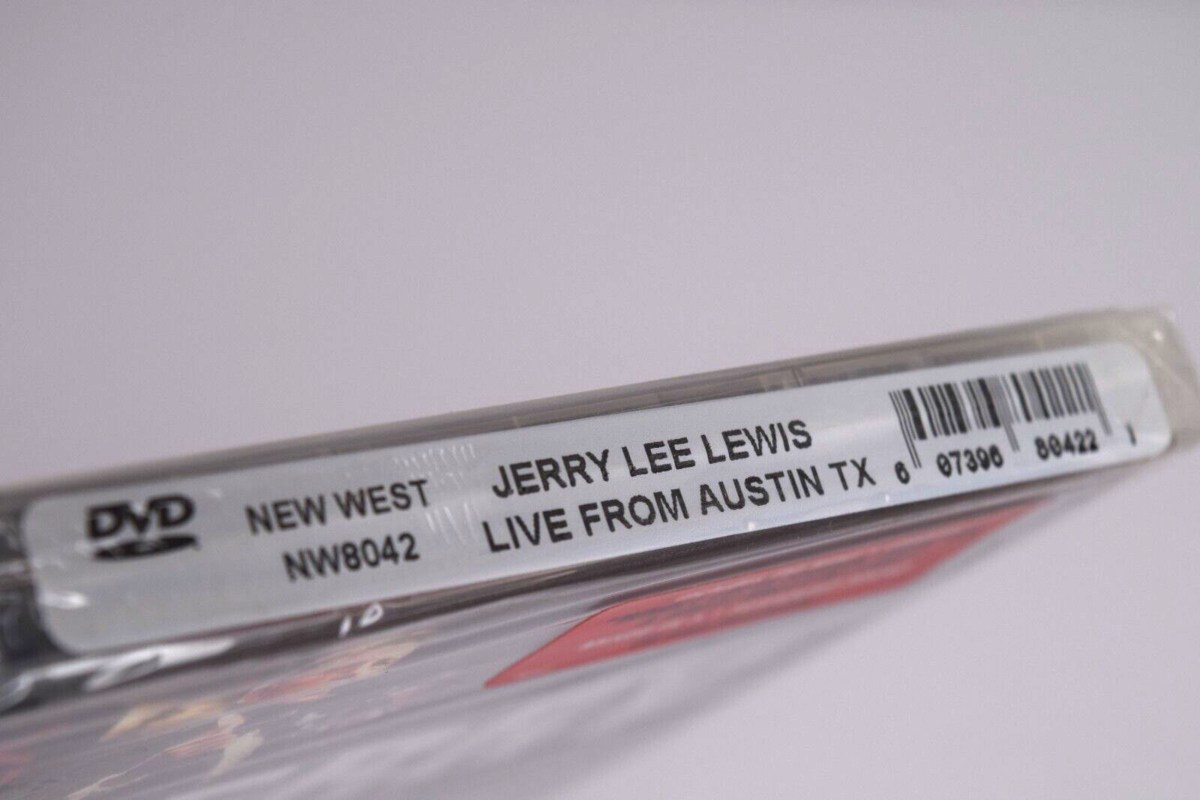 DVD
NEW WEST
NW8042
JERRY LEE LEWIS
LIVE FROM AUSTIN TX
6 07396 80422 1